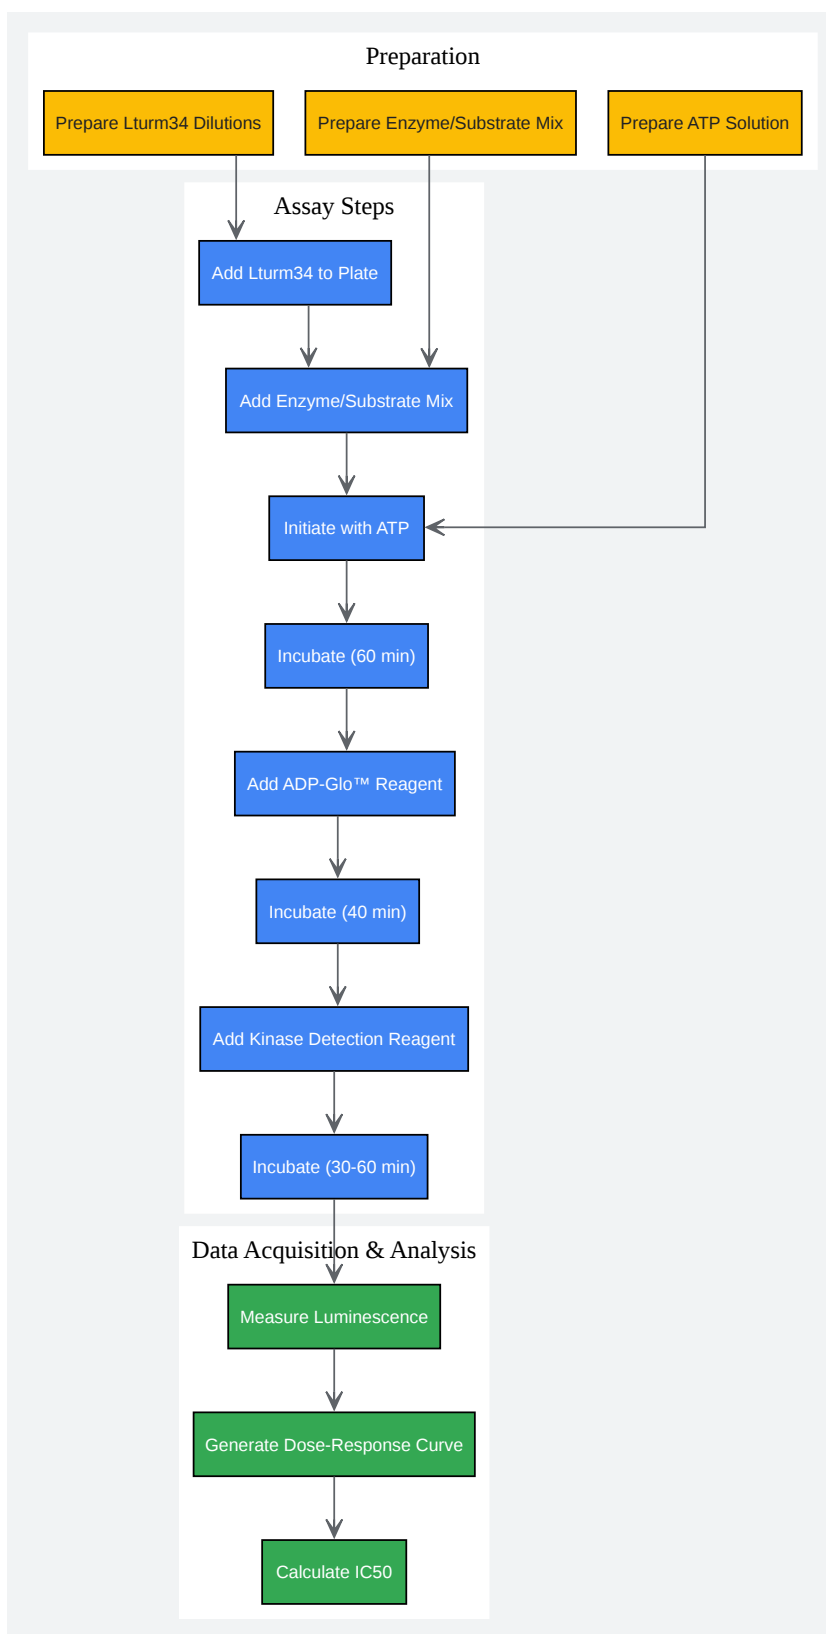 Preparation
Prepare Lturm34 Dilutions
Prepare Enzyme/Substrate Mix
Prepare ATP Solution
Assay Steps
Add Lturm34 to Plate
Add Enzyme/Substrate Mix
Initiate with ATP
Incubate (60 min)
Add ADP-Glo™ Reagent
Incubate (40 min)
Add Kinase Detection Reagent
Incubate (30-60 min)
Data Acquisition & Analysis
Measure Luminescence
Generate Dose-Response Curve
Calculate IC50